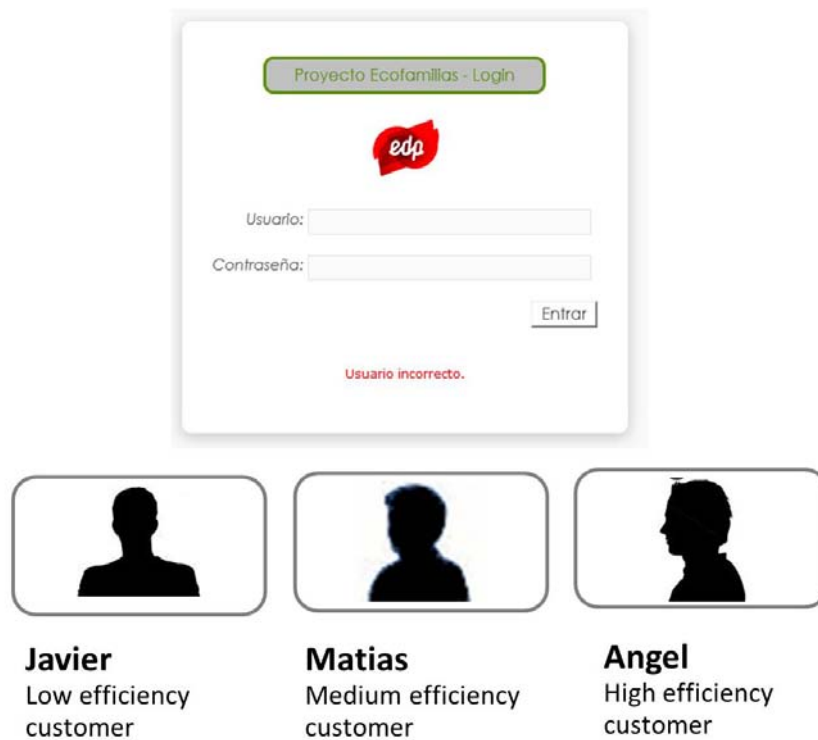 Proyecto Ecofamilias - Login
edp
Usuario:
Contraseña:
Entrar
Usuario incorrecto.
Javier
Low efficiency
customer
Matias
Medium efficiency
customer
Angel
High efficiency
customer